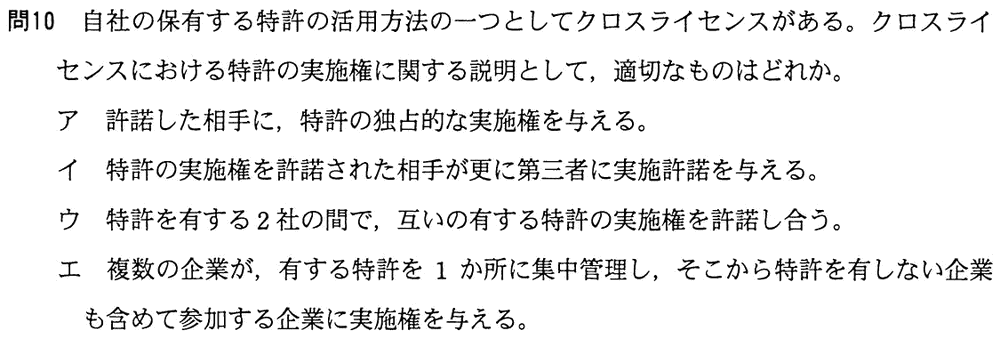 問10 自社の保有する特許の活用方法の一つとしてクロスライセンスがある。クロスライ
センスにおける特許の実施権に関する説明として，適切なものはどれか。
ア 許諾した相手に，特許の独占的な実施権を与える。
イ 特許の実施権を許諾された相手が更に第三者に実施許諾を与える。
ウ 特許を有する2社の間で，互いの有する特許の実施権を許諾し合う。
エ 複数の企業が，有する特許を 1 か所に集中管理し，そこから特許を有しない企業
も含めて参加する企業に実施権を与える。